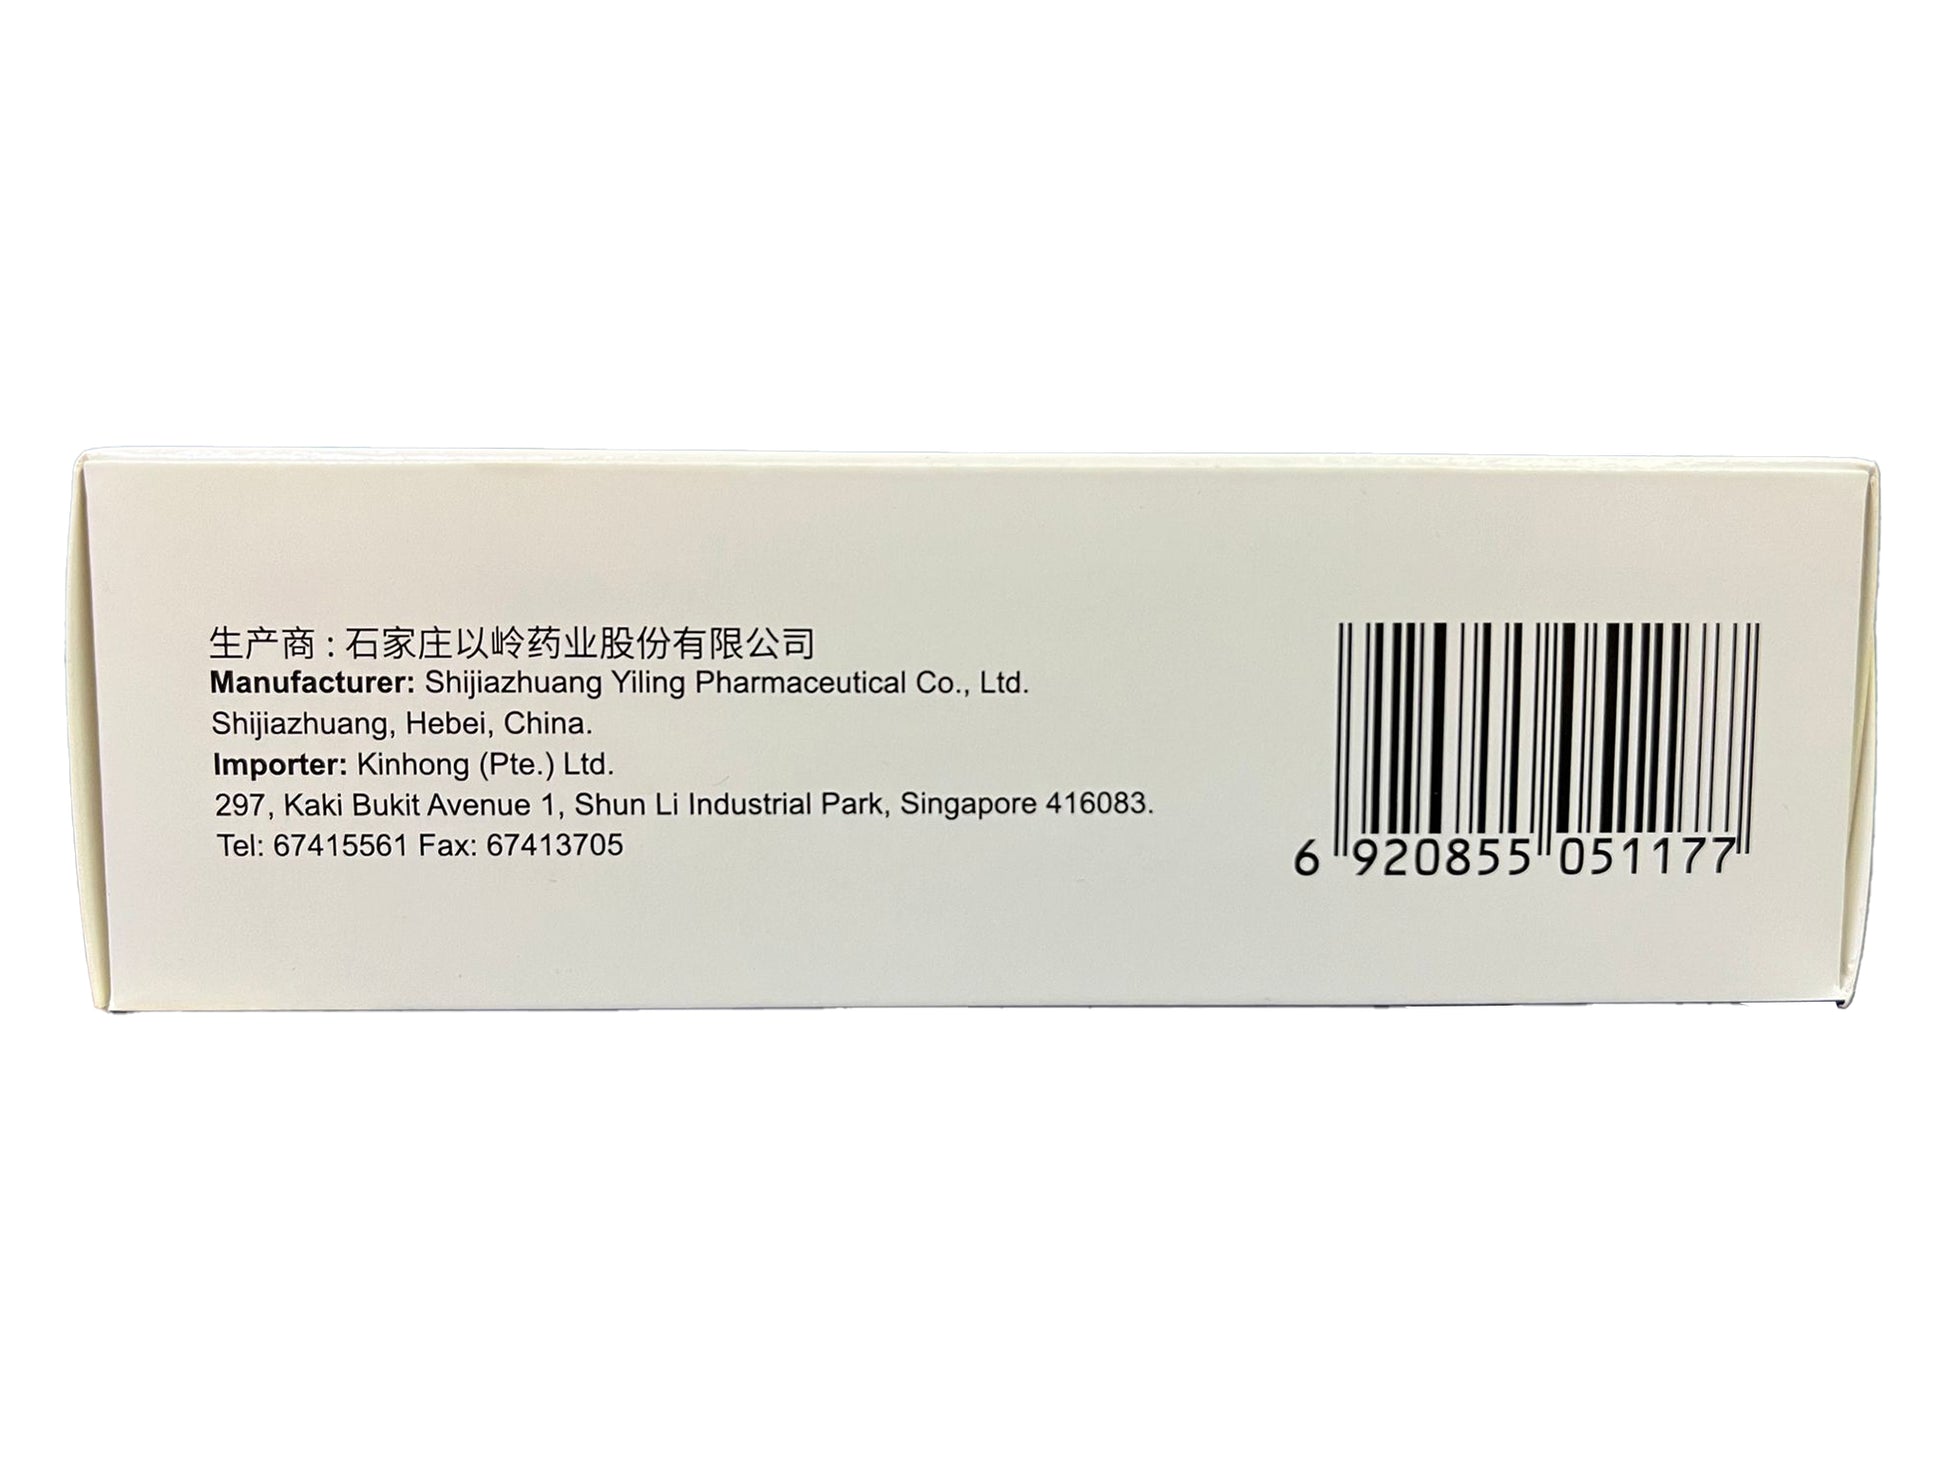 生产商 : 石家庄以岭药业股份有限公司
Manufacturer: Shijiazhuang Yiling Pharmaceutical Co., Ltd.
Shijiazhuang, Hebei, China.
Importer: Kinhong (Pte.) Ltd.
297, Kaki Bukit Avenue 1, Shun Li Industrial Park, Singapore 416083.
Tel: 67415561 Fax: 67413705
6 920855 051177